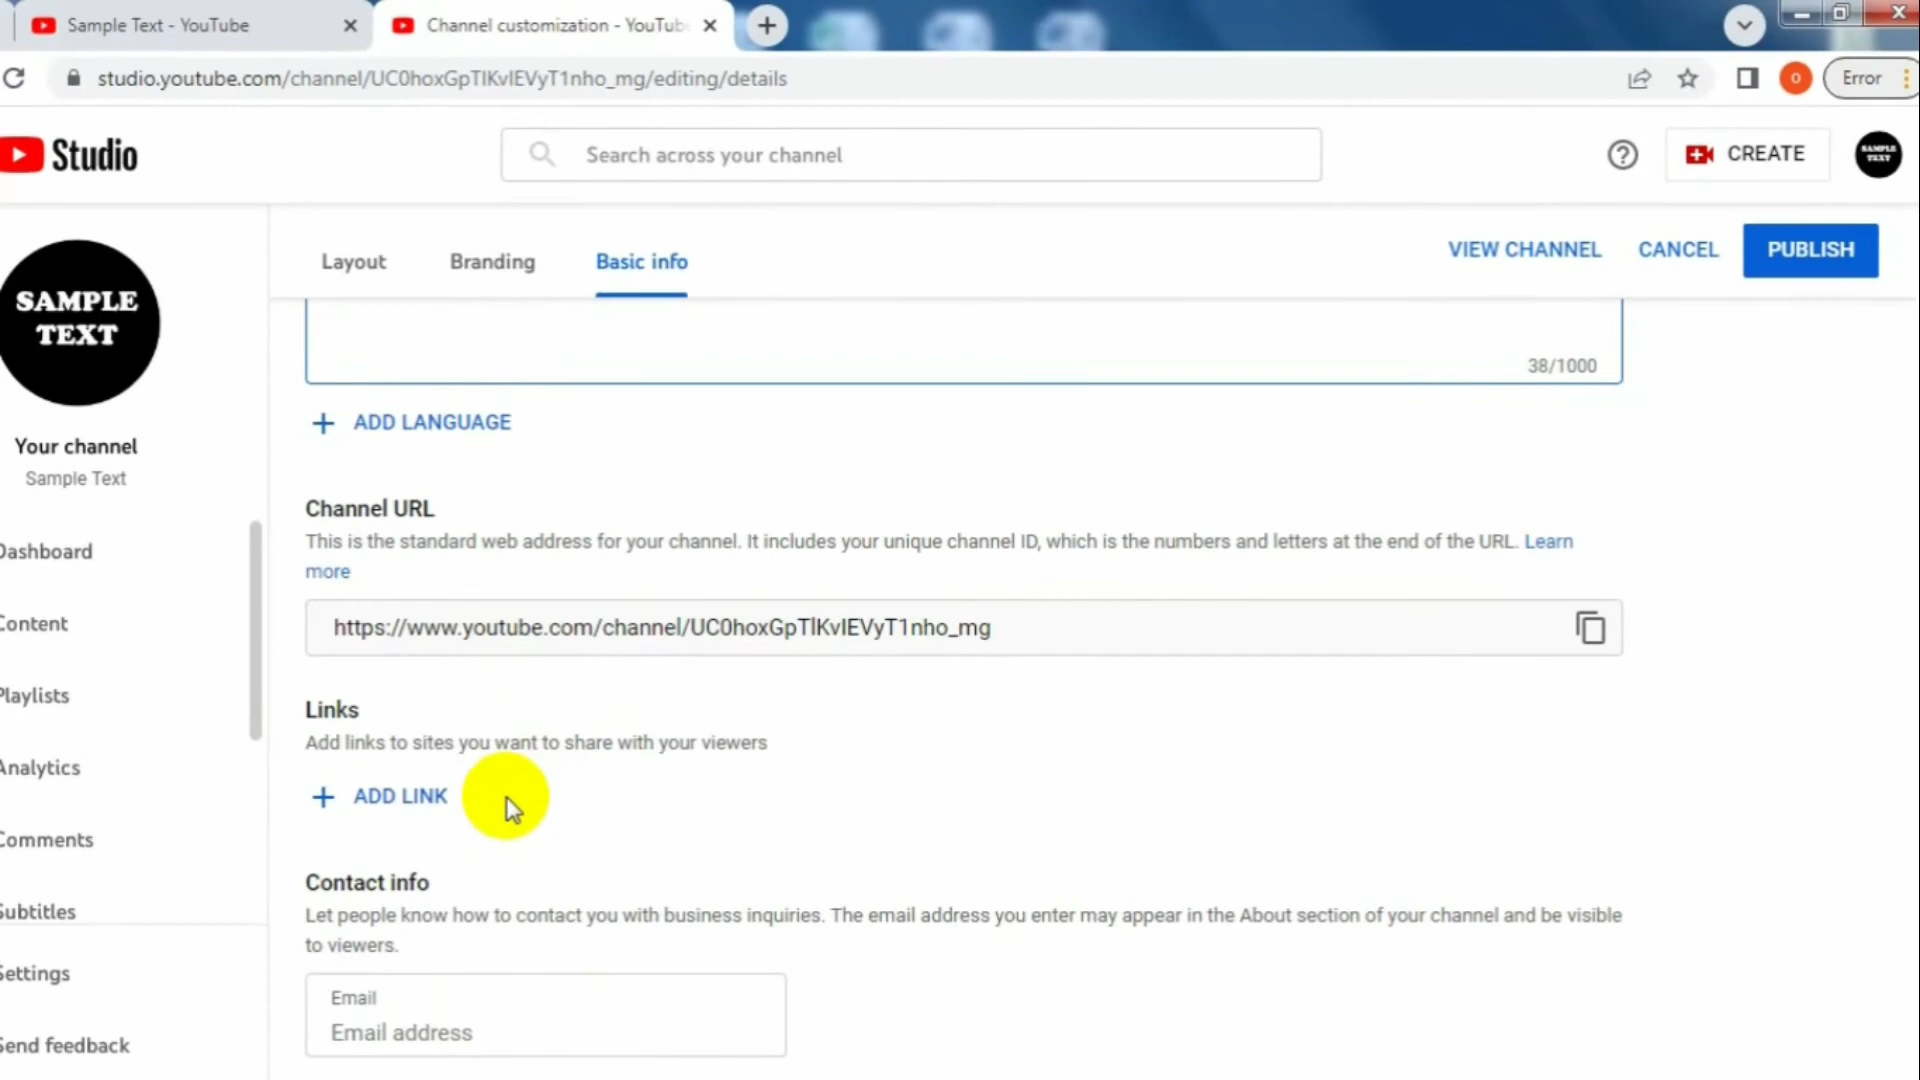 Sample Text - YouTube
Channel customization - YouTub
studio.youtube.com/channel/UC0hoxGpTlKvIEVyT1nho_mg/editing/details
O
Error
Studio
Search across your channel
CREATE
SAMPLE
TEXT
Layout
Branding
Basic info
VIEW CHANNEL
CANCEL
PUBLISH
SAMPLE
TEXT
38/1000
ADD LANGUAGE
Your channel
Sample Text
Channel URL
This is the standard web address for your channel. It includes your unique channel ID, which is the numbers and letters at the end of the URL. Learn
more
https://www.youtube.com/channel/UC0hoxGpTlKvIEVyT1nho_mg
Dashboard
Content
Playlists
Analytics
Comments
Subtitles
Settings
Send feedback
Links
Add links to sites you want to share with your viewers
ADD LINK
Contact info
Let people know how to contact you with business inquiries. The email address you enter may appear in the About section of your channel and be visible
to viewers.
Email
Email address